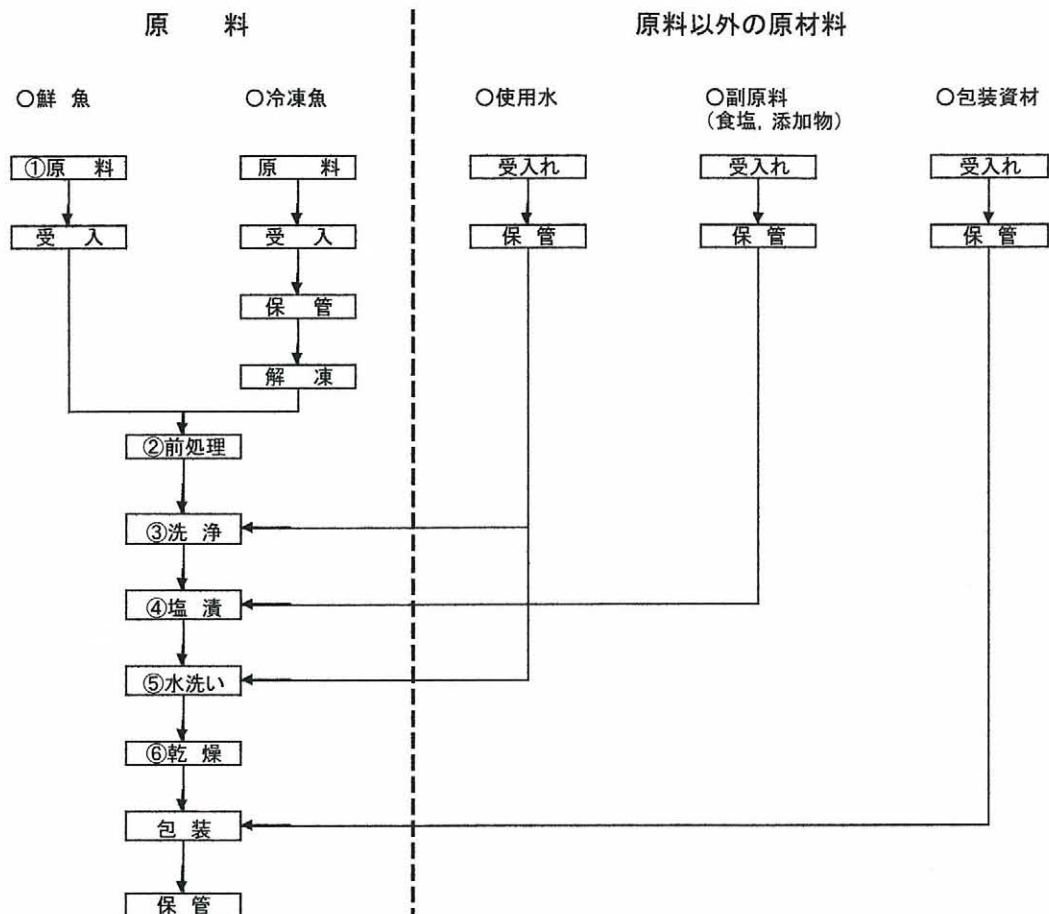 原 料
原料以外の原材料
○鮮 魚
○冷凍魚
○使用水
○副原料
(食塩, 添加物)
○包装資材
①原 料
原 料
受入れ
受入れ
受入れ
受 入
受 入
保 管
保 管
保 管
保 管
解 凍
②前処理
③洗 浄
④塩 漬
⑤水洗い
⑥乾 燥
包 装
保 管